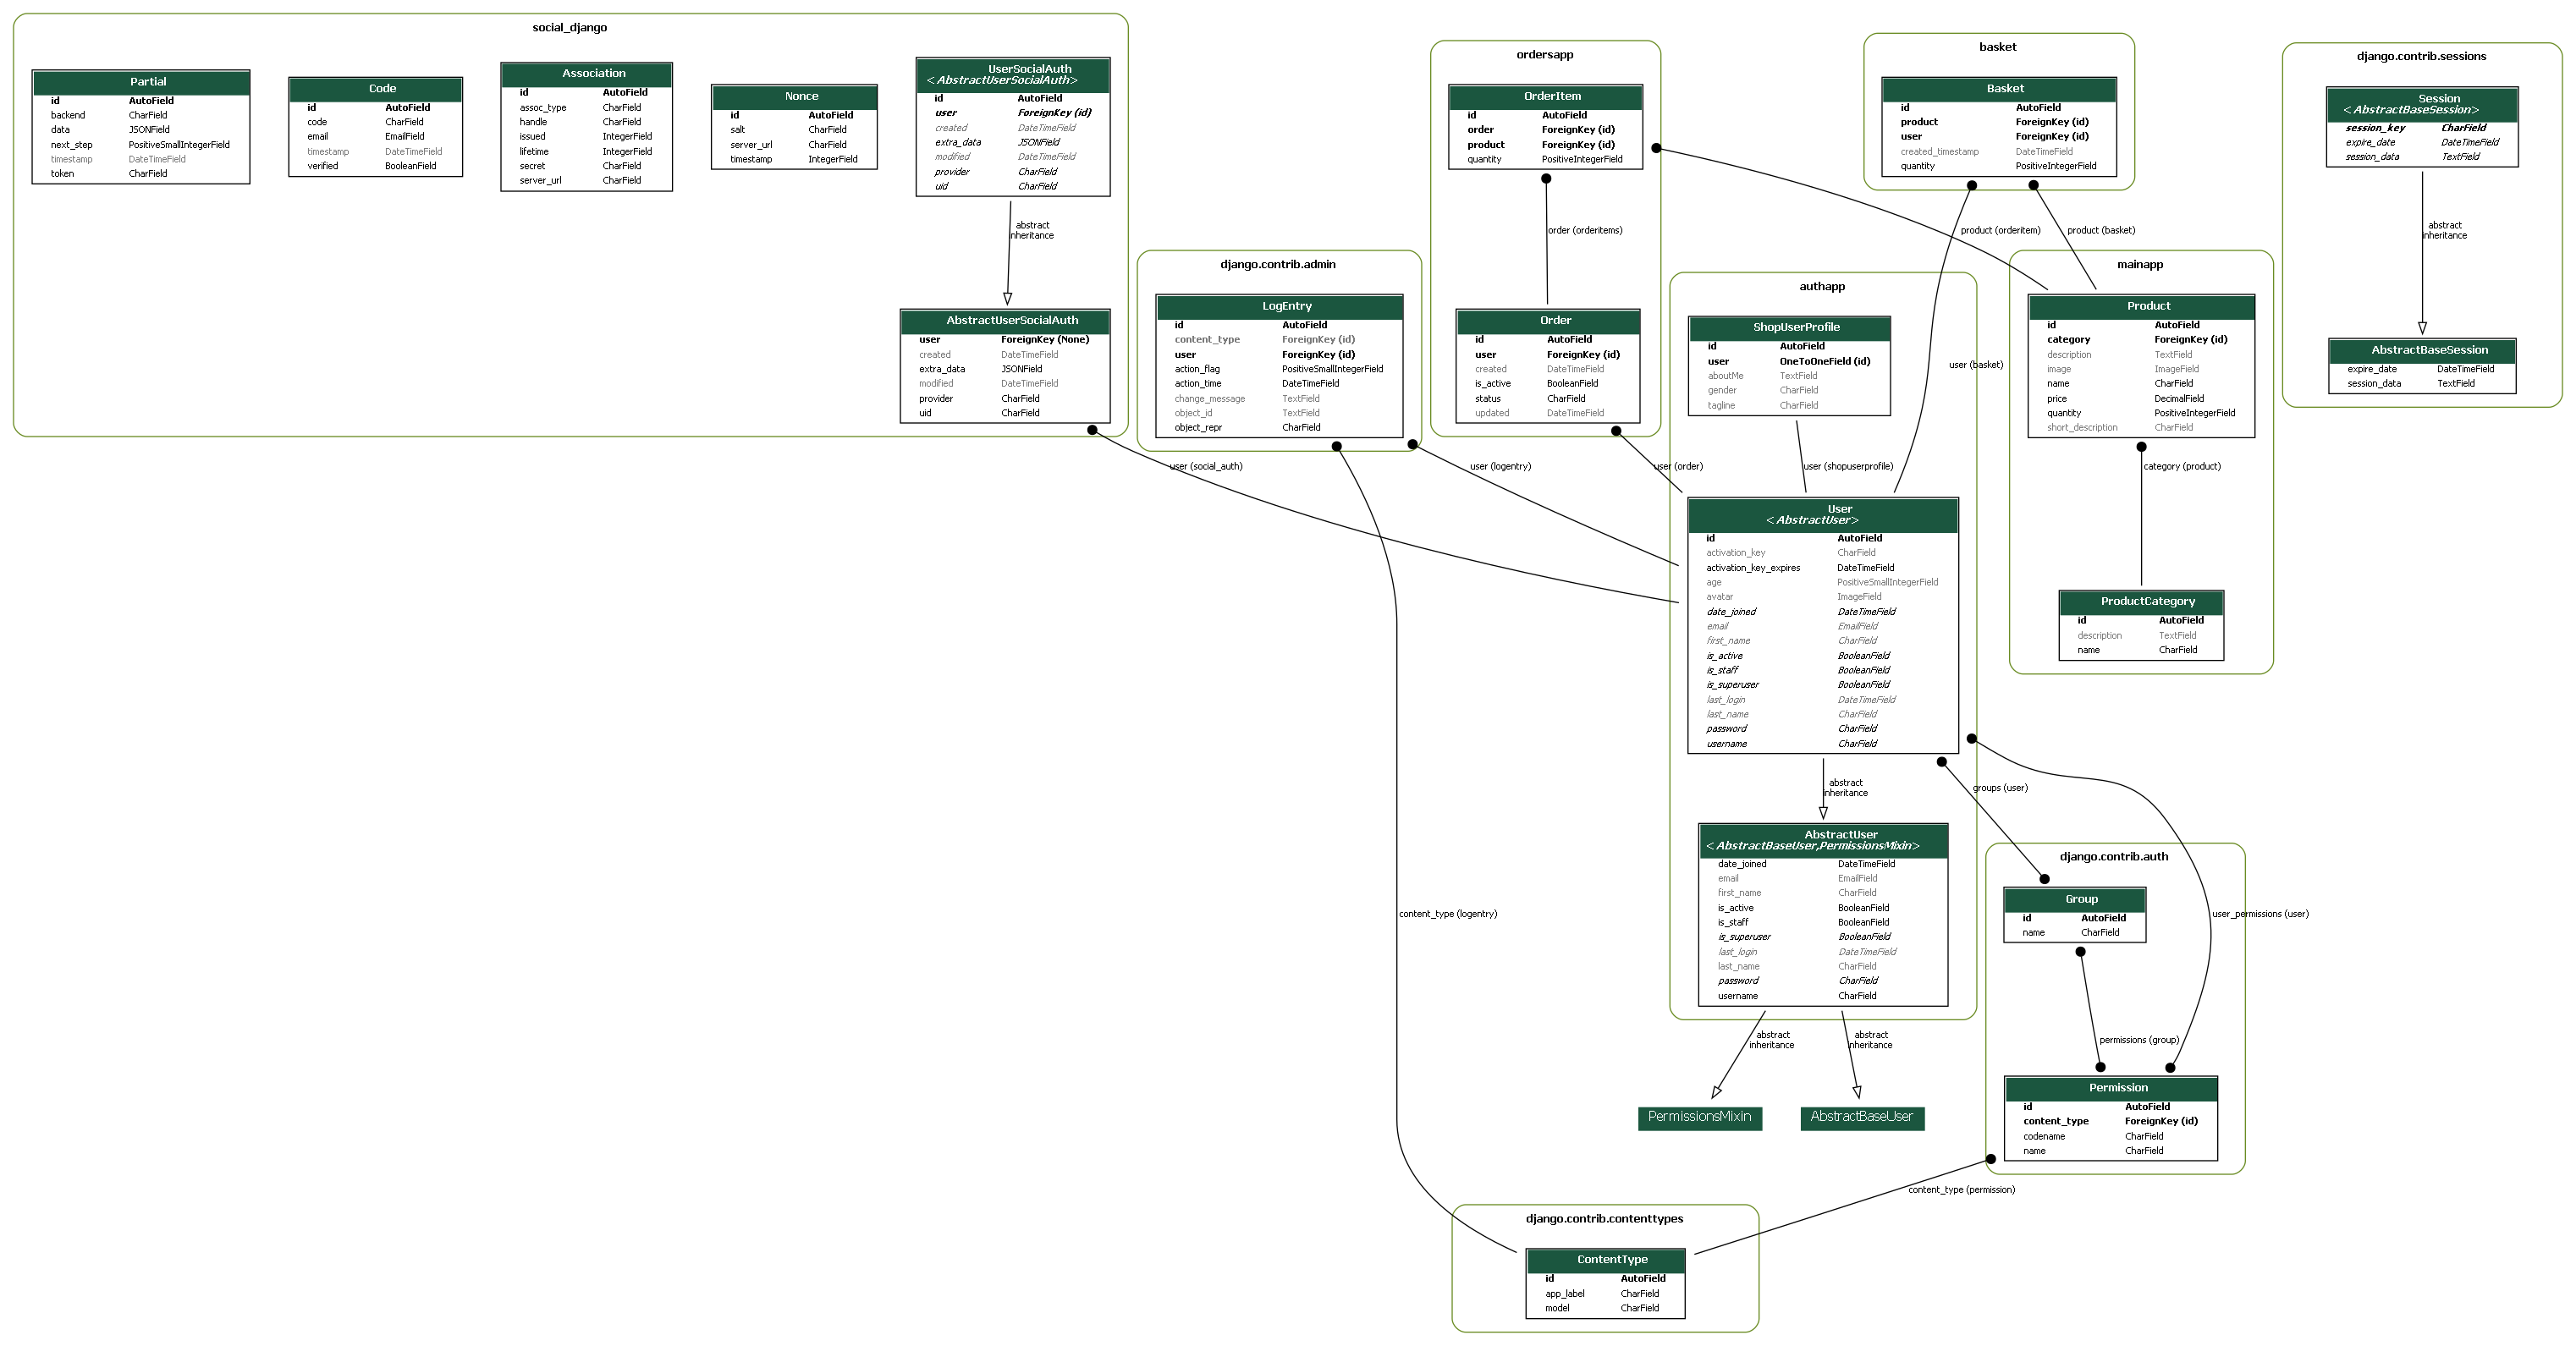 social_django
Partial
id AutoField
backend CharField
data JSONField
next_step PositiveSmallIntegerField
timestamp DateTimeField
token CharField
Code
id AutoField
code CharField
email EmailField
timestamp DateTimeField
verified BooleanField
Association
id AutoField
assoc_type CharField
handle CharField
issued IntegerField
lifetime IntegerField
secret CharField
server_url CharField
Nonce
id AutoField
salt CharField
server_url CharField
timestamp IntegerField
UserSocialAuth
<AbstractUserSocialAuth>
id AutoField
user ForeignKey (id)
created DateTimeField
extra_data JSONField
modified DateTimeField
provider CharField
uid CharField
abstract
inheritance
AbstractUserSocialAuth
user ForeignKey (None)
created DateTimeField
extra_data JSONField
modified DateTimeField
provider CharField
uid CharField
user (social_auth)
django.contrib.admin
LogEntry
id AutoField
content_type ForeignKey (id)
user ForeignKey (id)
action_flag PositiveSmallIntegerField
action_time DateTimeField
change_message TextField
object_id TextField
object_repr CharField
user (logentry)
content_type (logentry)
ordersapp
OrderItem
id AutoField
order ForeignKey (id)
product ForeignKey (id)
quantity PositiveIntegerField
order (orderitems)
Order
id AutoField
user ForeignKey (id)
created DateTimeField
is_active BooleanField
status CharField
updated DateTimeField
user (order)
basket
Basket
id AutoField
product ForeignKey (id)
user ForeignKey (id)
created_timestamp DateTimeField
quantity PositiveIntegerField
product (orderitem)
product (basket)
user (basket)
authapp
ShopUserProfile
id AutoField
user OneToOneField (id)
aboutMe TextField
gender CharField
tagline CharField
user (shopuserprofile)
User
<AbstractUser>
id AutoField
activation_key CharField
activation_key_expires DateTimeField
age PositiveSmallIntegerField
avatar ImageField
date_joined DateTimeField
email EmailField
first_name CharField
is_active BooleanField
is_staff BooleanField
is_superuser BooleanField
last_login DateTimeField
last_name CharField
password CharField
username CharField
abstract
inheritance
groups (user)
user_permissions (user)
AbstractUser
<AbstractBaseUser,PermissionsMixin>
date_joined DateTimeField
email EmailField
first_name CharField
is_active BooleanField
is_staff BooleanField
is_superuser BooleanField
last_login DateTimeField
last_name CharField
password CharField
username CharField
abstract
inheritance
abstract
inheritance
PermissionsMixin
AbstractBaseUser
mainapp
Product
id AutoField
category ForeignKey (id)
description TextField
image ImageField
name CharField
price DecimalField
quantity PositiveIntegerField
short_description CharField
category (product)
ProductCategory
id AutoField
description TextField
name CharField
django.contrib.sessions
Session
<AbstractBaseSession>
session_key CharField
expire_date DateTimeField
session_data TextField
abstract
inheritance
AbstractBaseSession
expire_date DateTimeField
session_data TextField
django.contrib.auth
Group
id AutoField
name CharField
permissions (group)
Permission
id AutoField
content_type ForeignKey (id)
codename CharField
name CharField
content_type (permission)
django.contrib.contenttypes
ContentType
id AutoField
app_label CharField
model CharField